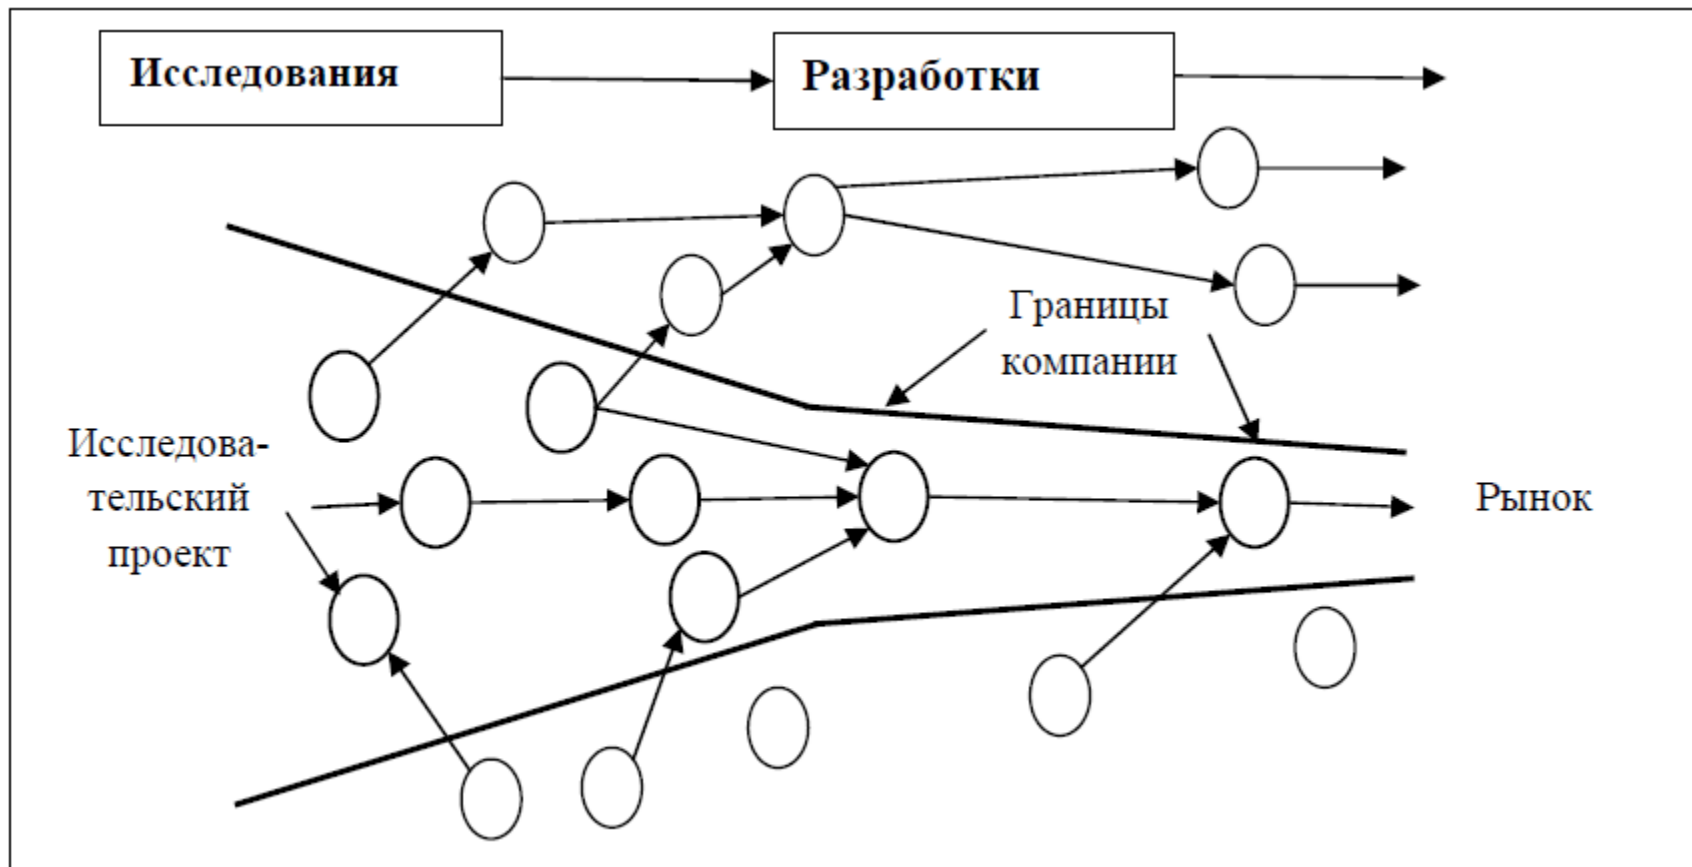 Исследования
Разработки
Границы
компании
Исследова-
тельский
проект
Рынок